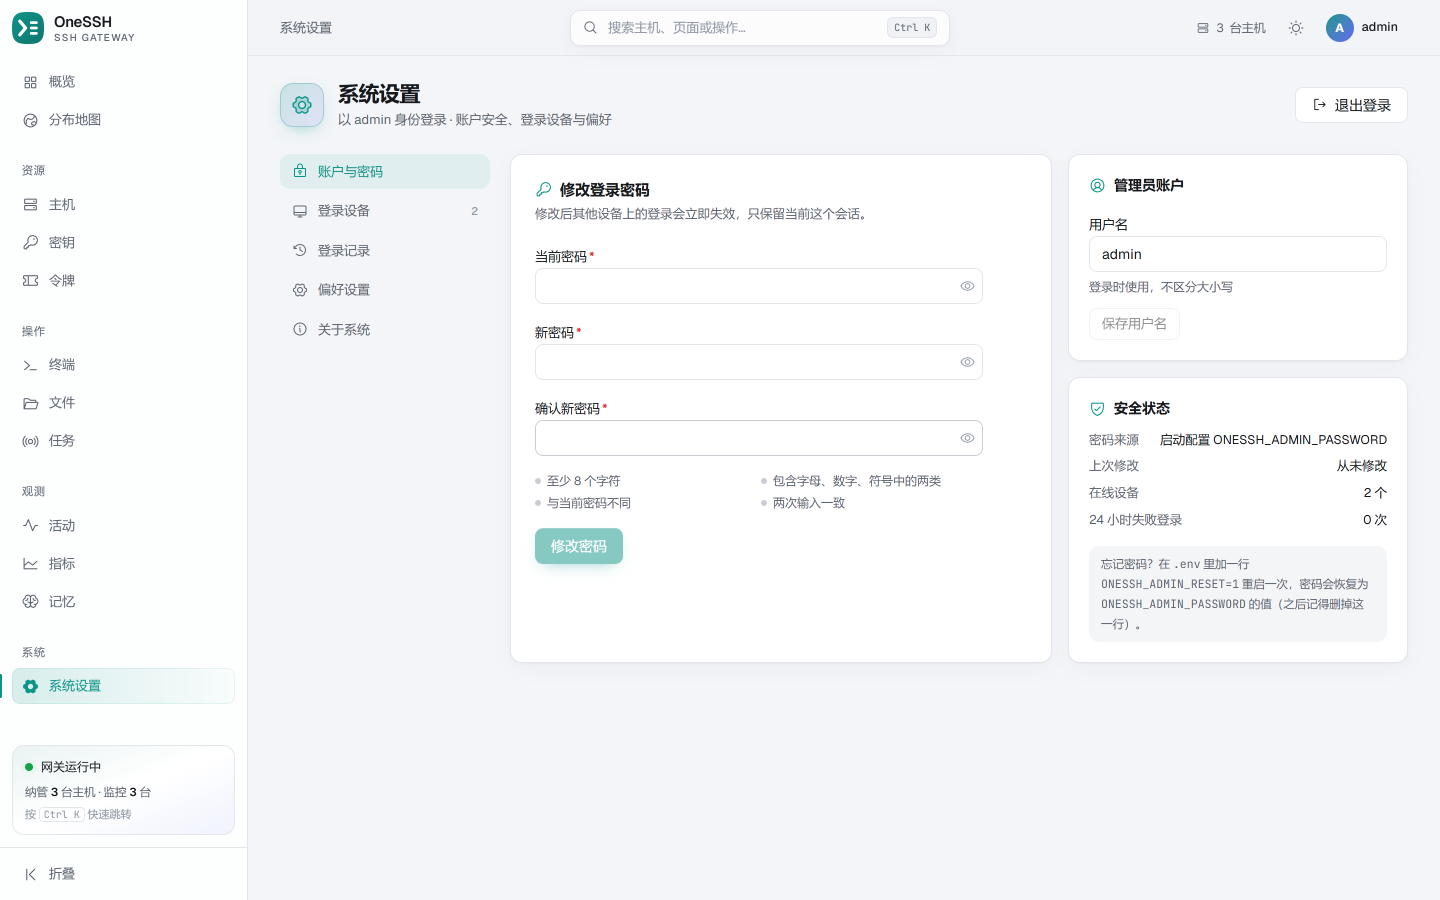 OneSSH
SSH GATEWAY
概览
分布地图
资源
主机
密钥
令牌
操作
终端
文件
任务
观测
活动
指标
记忆
系统
系统设置
网关运行中
纳管 3 台主机 · 监控 3 台
按 Ctrl K 快速跳转
折叠
系统设置
搜索主机、页面或操作... Ctrl K
3 台主机
A admin
系统设置
以 admin 身份登录 · 账户安全、登录设备与偏好
退出登录
账户与密码
登录设备 2
登录记录
偏好设置
关于系统
修改登录密码
修改后其他设备上的登录会立即失效，只保留当前这个会话。
当前密码 *
新密码 *
确认新密码 *
至少 8 个字符
包含字母、数字、符号中的两类
与当前密码不同
两次输入一致
修改密码
管理员账户
用户名
admin
登录时使用，不区分大小写
保存用户名
安全状态
密码来源 启动配置 ONESSH_ADMIN_PASSWORD
上次修改 从未修改
在线设备 2 个
24 小时失败登录 0 次
忘记密码？在 .env 里加一行
ONESSH_ADMIN_RESET=1 重启一次，密码会恢复为
ONESSH_ADMIN_PASSWORD 的值（之后记得删掉这
一行）。